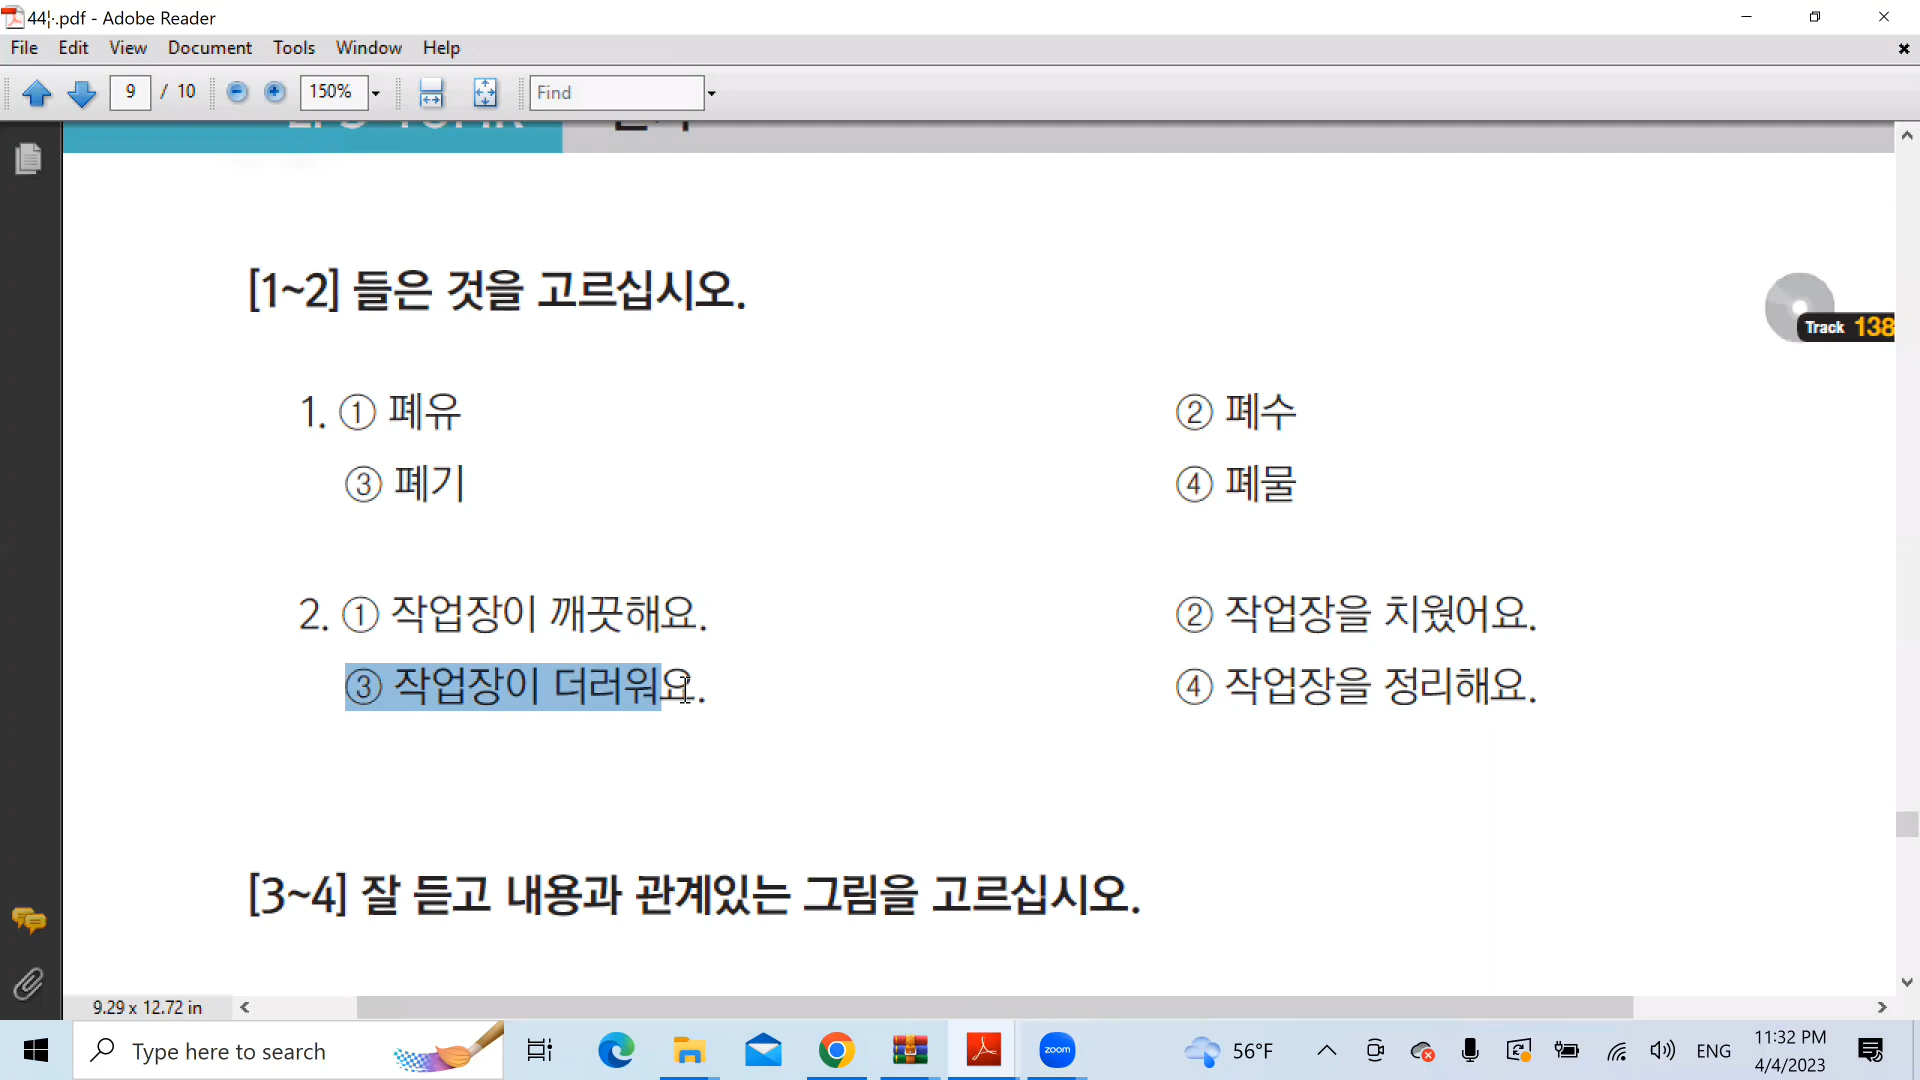 44¦·.pdf - Adobe Reader
File Edit View Document Tools Window Help
9 / 10 150% Find
[1~2] 들은 것을 고르십시오.
Track 138
1. ① 폐유 ② 폐수
③ 폐기 ④ 폐물
2. ① 작업장이 깨끗해요. ② 작업장을 치웠어요.
③ 작업장이 더러워요. ④ 작업장을 정리해요.
[3~4] 잘 듣고 내용과 관계있는 그림을 고르십시오.
9.29 x 12.72 in
Type here to search
zoom
56°F
ENG
11:32 PM
4/4/2023